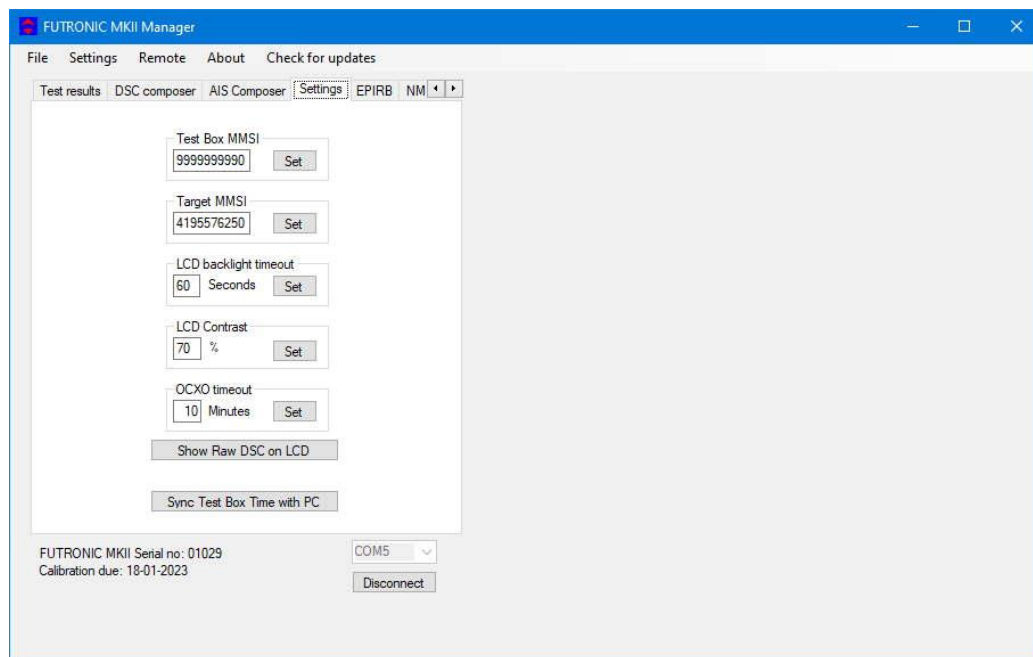 FUTRONIC MKII Manager
File Settings Remote About Check for updates
Test results DSC composer AIS Composer Settings EPIRB NM
Test Box MMSI
9999999990 Set
Target MMSI
4195576250 Set
LCD backlight timeout
60 Seconds Set
LCD Contrast
70 % Set
OCXO timeout
10 Minutes Set
Show Raw DSC on LCD
Sync Test Box Time with PC
FUTRONIC MKII Serial no: 01029
Calibration due: 18-01-2023
COM5
Disconnect